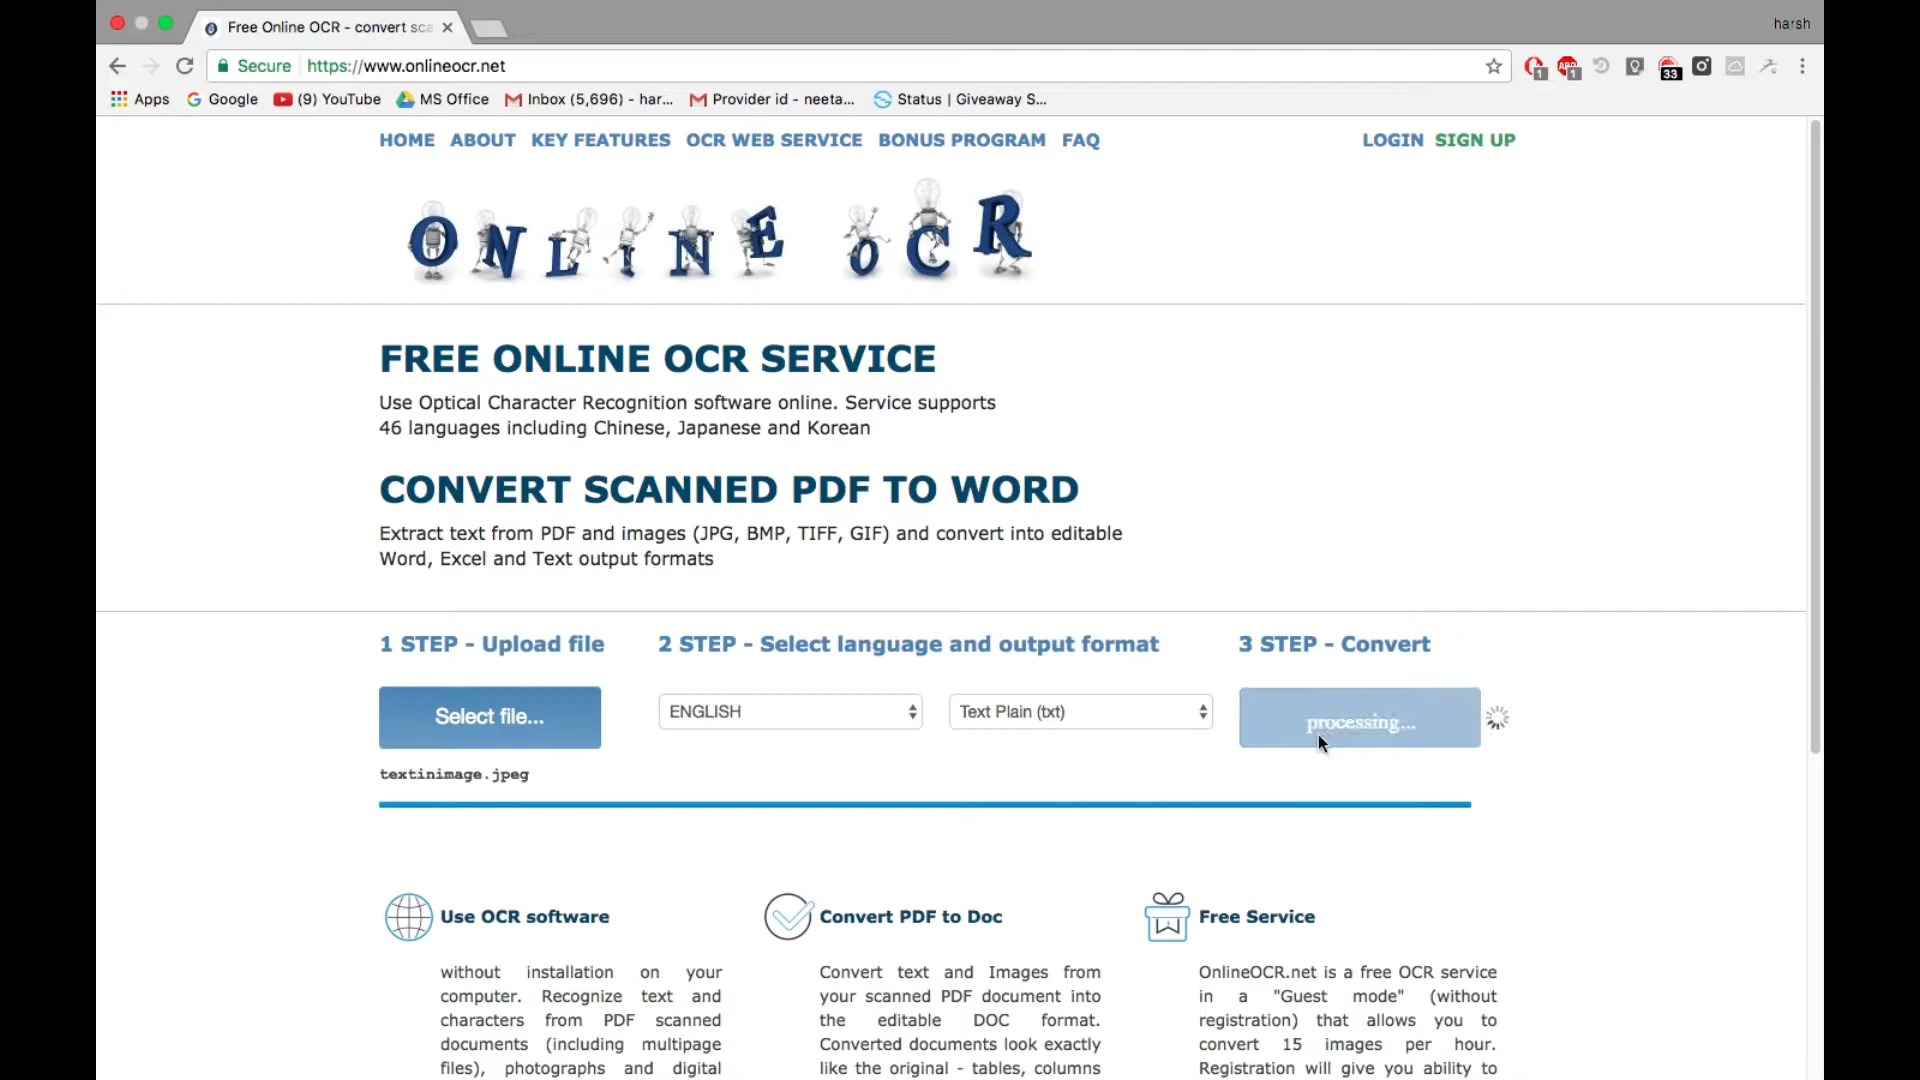 Free Online OCR - convert sca
harsh
Secure https://www.onlineocr.net
1
1
33
Apps Google (9) YouTube MS Office Inbox (5,696) - har... Provider id - neeta... Status | Giveaway S...
HOME ABOUT KEY FEATURES OCR WEB SERVICE BONUS PROGRAM FAQ LOGIN SIGN UP
ONLINE OCR
FREE ONLINE OCR SERVICE
Use Optical Character Recognition software online. Service supports
46 languages including Chinese, Japanese and Korean
CONVERT SCANNED PDF TO WORD
Extract text from PDF and images (JPG, BMP, TIFF, GIF) and convert into editable
Word, Excel and Text output formats
1 STEP - Upload file
2 STEP - Select language and output format
3 STEP - Convert
Select file...
ENGLISH
Text Plain (txt)
processing...
textinimage.jpeg
Use OCR software
without installation on your
computer. Recognize text and
characters from PDF scanned
documents (including multipage
files), photographs and digital
Convert PDF to Doc
Convert text and Images from
your scanned PDF document into
the editable DOC format.
Converted documents look exactly
like the original - tables, columns
Free Service
OnlineOCR.net is a free OCR service
in a "Guest mode" (without
registration) that allows you to
convert 15 images per hour.
Registration will give you ability to